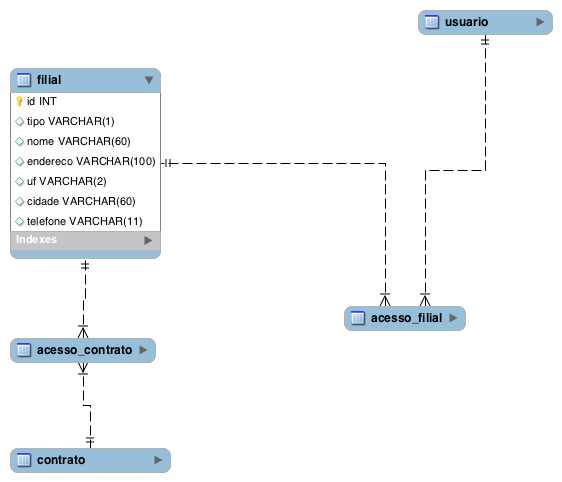 usuario
filial
id INT
tipo VARCHAR(1)
nome VARCHAR(60)
endereco VARCHAR(100)
uf VARCHAR(2)
cidade VARCHAR(60)
telefone VARCHAR(11)
Indexes
acesso_filial
acesso_contrato
contrato